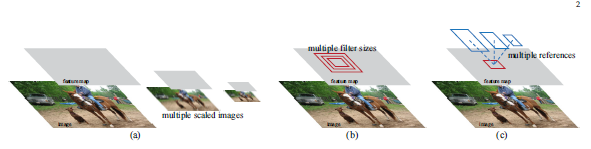 2
multiple filter sizes
multiple references
feature map
feature map
feature map
multiple scaled images
image
image
image
(a)
(b)
(c)